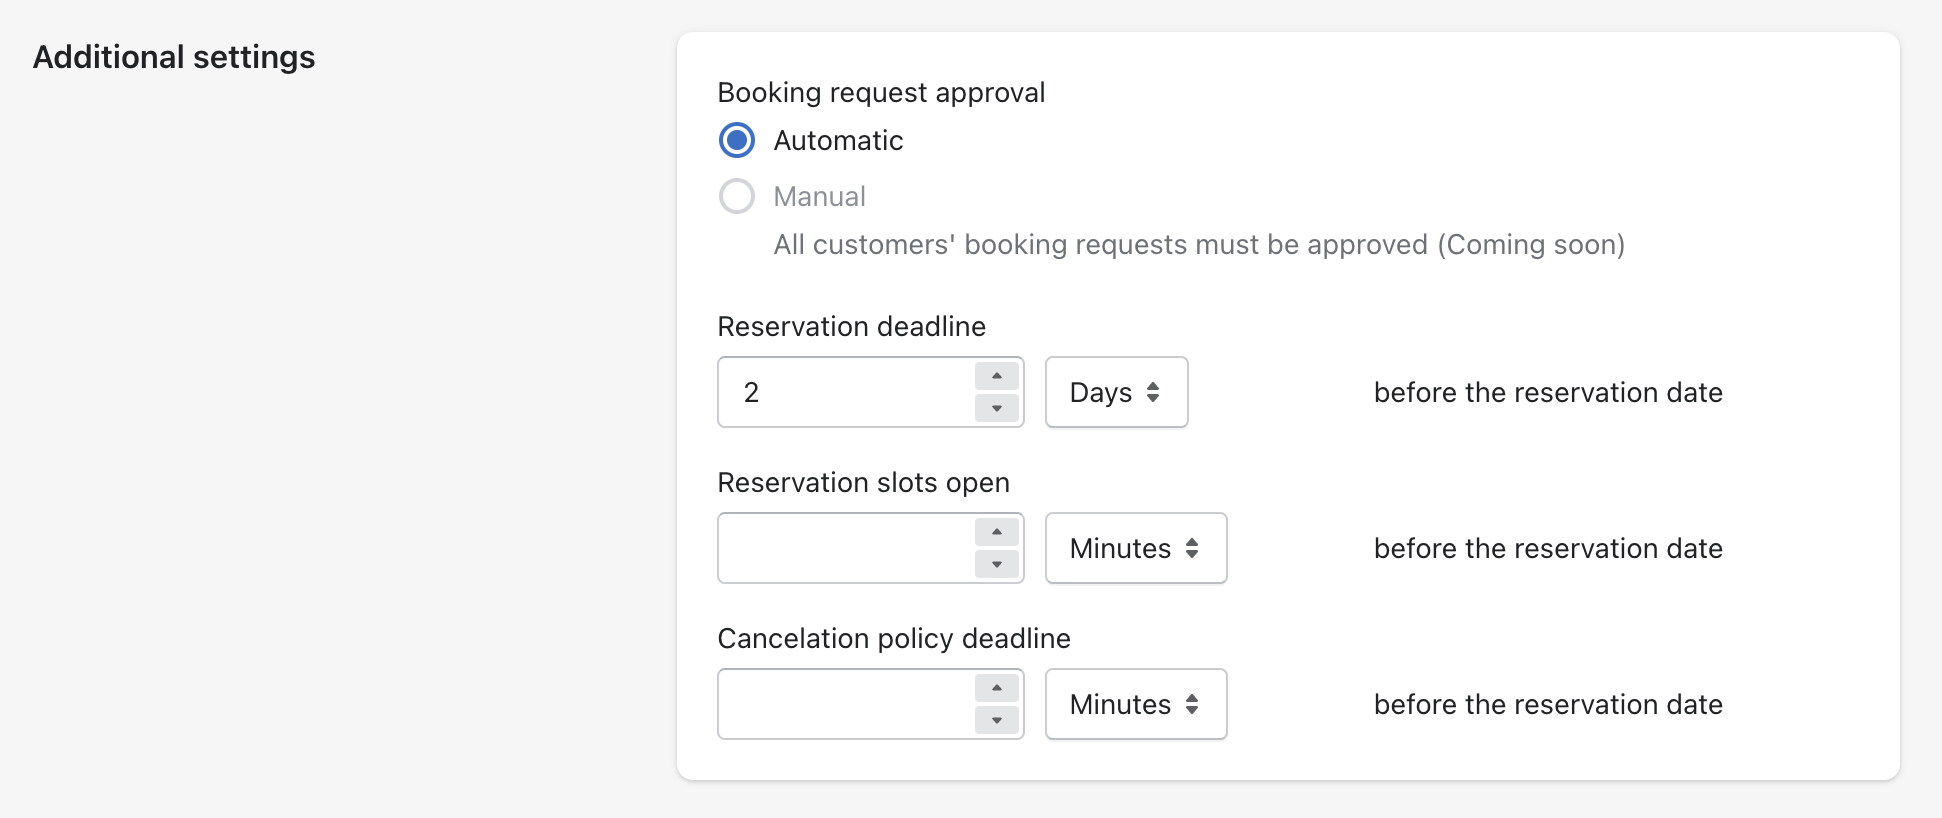 Additional settings
Booking request approval
Automatic
Manual
All customers' booking requests must be approved (Coming soon)
Reservation deadline
2 Days before the reservation date
Reservation slots open
Minutes before the reservation date
Cancelation policy deadline
Minutes before the reservation date